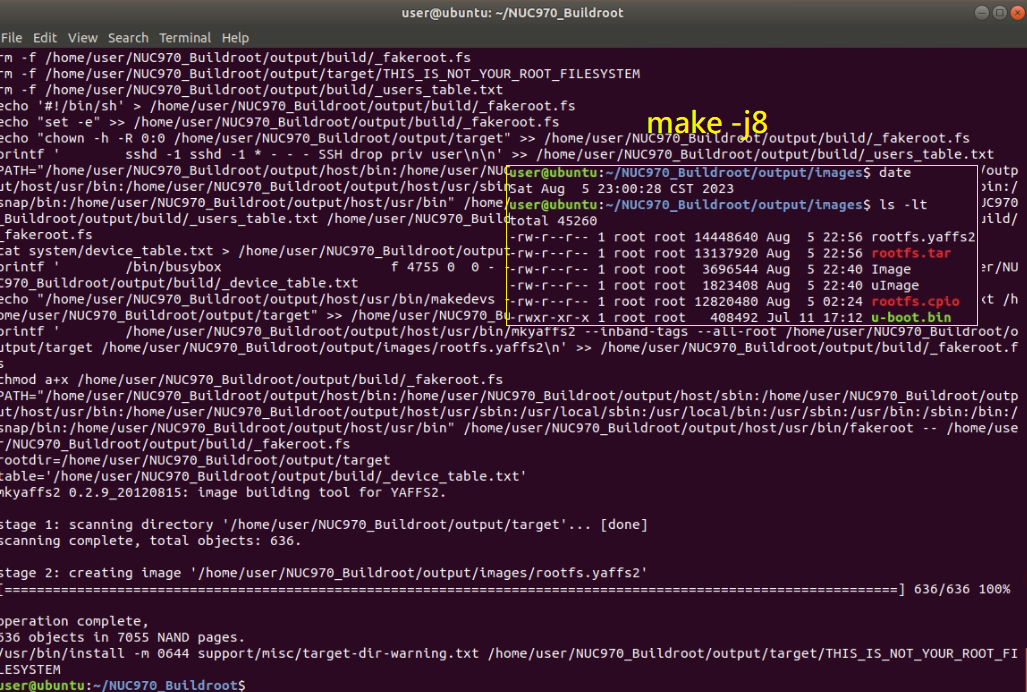 user@ubuntu: ~/NUC970_Buildroot
File Edit View Search Terminal Help
rm -f /home/user/NUC970_Buildroot/output/build/_fakeroot.fs
rm -f /home/user/NUC970_Buildroot/output/target/THIS_IS_NOT_YOUR_ROOT_FILESYSTEM
rm -f /home/user/NUC970_Buildroot/output/build/_users_table.txt
echo '#!/bin/sh' > /home/user/NUC970_Buildroot/output/build/_fakeroot.fs
echo "set -e" >> /home/user/NUC970_Buildroot/output/build/_fakeroot.fs
make -j8
echo "chown -h -R 0:0 /home/user/NUC970_Buildroot/output/target" >> /home/user/NUC970_Buildroot/output/build/_fakeroot.fs
printf ' sshd -1 sshd -1 * - - - SSH drop priv user\n\n' >> /home/user/NUC970_Buildroot/output/build/_users_table.txt
PATH="/home/user/NUC970_Buildroot/output/host/bin:/home/user/NUC /outp
ut/host/usr/bin:/home/user/NUC970_Buildroot/output/host/usr/sbin bin:/
snap/bin:/home/user/NUC970_Buildroot/output/host/usr/bin" /home/ UC970
_Buildroot/output/build/_users_table.txt /home/user/NUC970_Build uild/
_fakeroot.fs
cat system/device_table.txt > /home/user/NUC970_Buildroot/output
printf ' /bin/busybox f 4755 0 0 - - er/NU
C970_Buildroot/output/build/_device_table.txt
echo "/home/user/NUC970_Buildroot/output/host/usr/bin/makedevs xt /h
ome/user/NUC970_Buildroot/output/target" >> /home/user/NUC970_Bu
user@ubuntu:~/NUC970_Buildroot/output/images$ date
Sat Aug 5 23:00:28 CST 2023
user@ubuntu:~/NUC970_Buildroot/output/images$ ls -lt
total 45260
-rw-r--r-- 1 root root 14448640 Aug 5 22:56 rootfs.yaffs2
-rw-r--r-- 1 root root 13137920 Aug 5 22:56 rootfs.tar
-rw-r--r-- 1 root root 3696544 Aug 5 22:40 Image
-rw-r--r-- 1 root root 1823408 Aug 5 22:40 uImage
-rw-r--r-- 1 root root 12820480 Aug 5 02:24 rootfs.cpio
-rwxr-xr-x 1 root root 408492 Jul 11 17:12 u-boot.bin
printf ' /home/user/NUC970_Buildroot/output/host/usr/bin/mkyaffs2 --inband-tags --all-root /home/user/NUC970_Buildroot/o
utput/target /home/user/NUC970_Buildroot/output/images/rootfs.yaffs2\n' >> /home/user/NUC970_Buildroot/output/build/_fakeroot.f
s
chmod a+x /home/user/NUC970_Buildroot/output/build/_fakeroot.fs
PATH="/home/user/NUC970_Buildroot/output/host/bin:/home/user/NUC970_Buildroot/output/host/sbin:/home/user/NUC970_Buildroot/outp
ut/host/usr/bin:/home/user/NUC970_Buildroot/output/host/usr/sbin:/usr/local/sbin:/usr/local/bin:/usr/sbin:/usr/bin:/sbin:/bin:/
snap/bin:/home/user/NUC970_Buildroot/output/host/usr/bin" /home/user/NUC970_Buildroot/output/host/usr/bin/fakeroot -- /home/use
r/NUC970_Buildroot/output/build/_fakeroot.fs
rootdir=/home/user/NUC970_Buildroot/output/target
table='/home/user/NUC970_Buildroot/output/build/_device_table.txt'
mkyaffs2 0.2.9_20120815: image building tool for YAFFS2.
stage 1: scanning directory '/home/user/NUC970_Buildroot/output/target'... [done]
scanning complete, total objects: 636.
stage 2: creating image '/home/user/NUC970_Buildroot/output/images/rootfs.yaffs2'
[================================================================================================================] 636/636 100%
operation complete,
636 objects in 7055 NAND pages.
/usr/bin/install -m 0644 support/misc/target-dir-warning.txt /home/user/NUC970_Buildroot/output/target/THIS_IS_NOT_YOUR_ROOT_FI
LESYSTEM
user@ubuntu:~/NUC970_Buildroot$